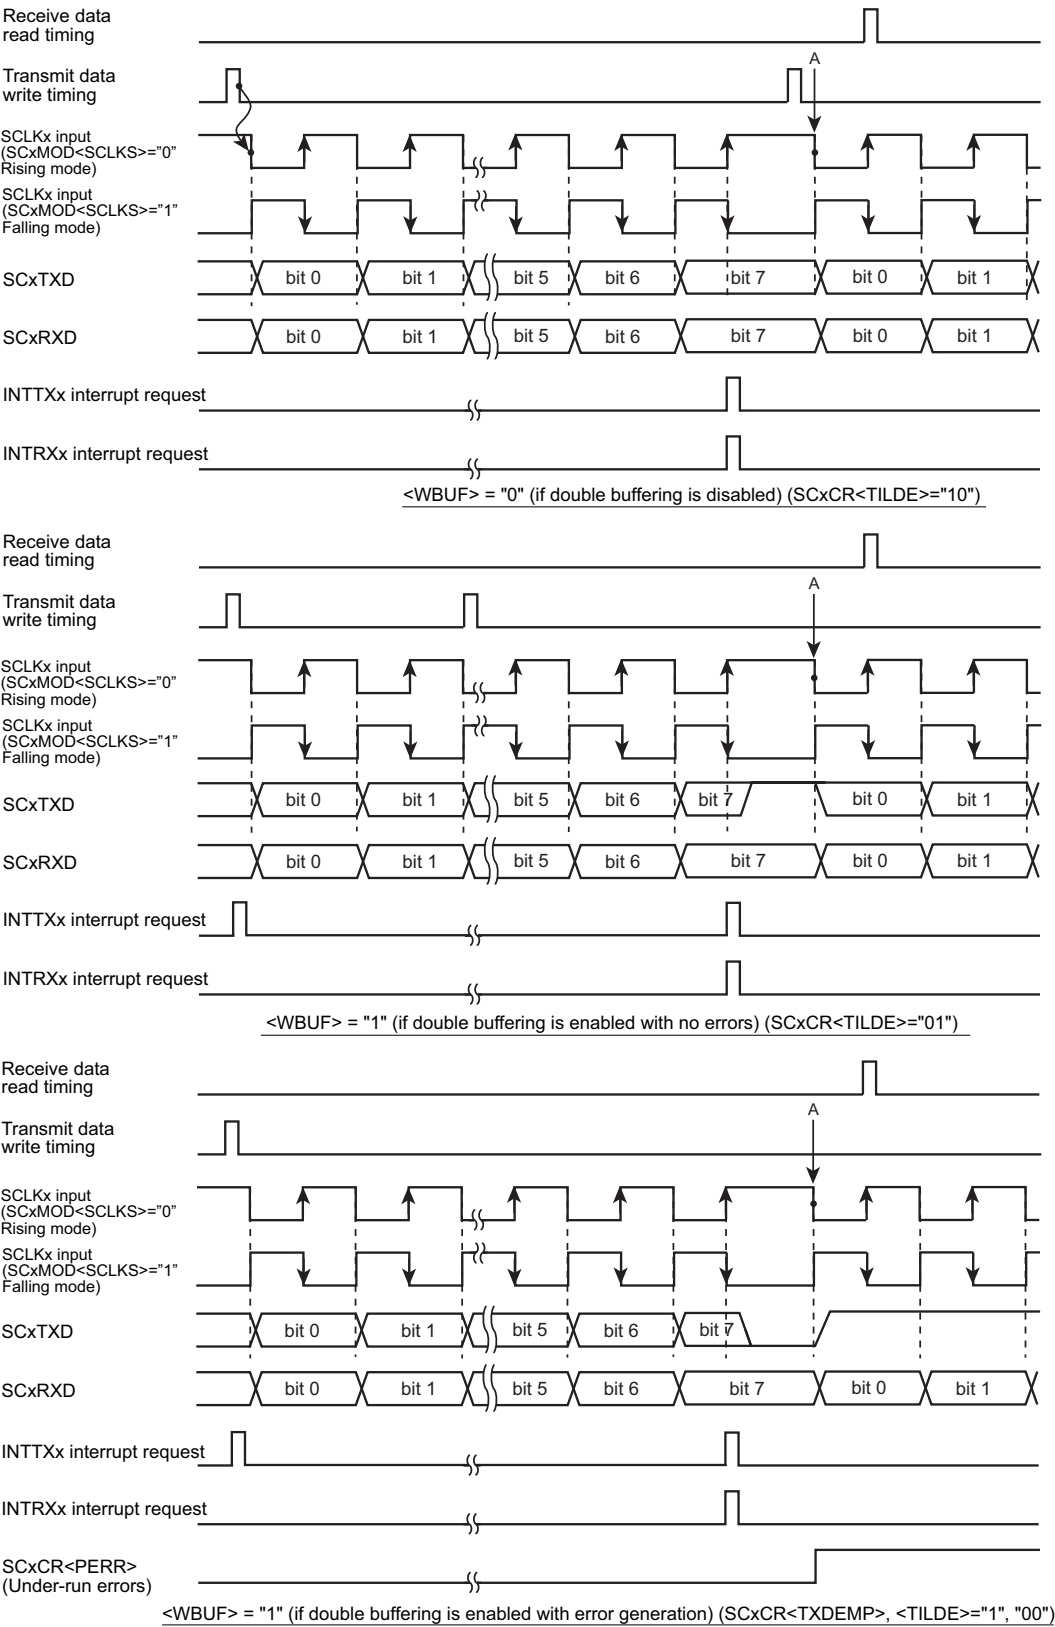 Receive data
read timing
Transmit data
write timing
A
SCLKx input
(SCxMOD<SCLKS>="0"
Rising mode)
SCLKx input
(SCxMOD<SCLKS>="1"
Falling mode)
SCxTXD bit 0 bit 1 bit 5 bit 6 bit 7 bit 0 bit 1
SCxRXD bit 0 bit 1 bit 5 bit 6 bit 7 bit 0 bit 1
INTTXx interrupt request
INTRXx interrupt request
<WBUF> = "0" (if double buffering is disabled) (SCxCR<TILDE>="10")
Receive data
read timing
A
Transmit data
write timing
SCLKx input
(SCxMOD<SCLKS>="0"
Rising mode)
SCLKx input
(SCxMOD<SCLKS>="1"
Falling mode)
SCxTXD bit 0 bit 1 bit 5 bit 6 bit 7 bit 0 bit 1
SCxRXD bit 0 bit 1 bit 5 bit 6 bit 7 bit 0 bit 1
INTTXx interrupt request
INTRXx interrupt request
<WBUF> = "1" (if double buffering is enabled with no errors) (SCxCR<TILDE>="01")
Receive data
read timing
A
Transmit data
write timing
SCLKx input
(SCxMOD<SCLKS>="0"
Rising mode)
SCLKx input
(SCxMOD<SCLKS>="1"
Falling mode)
SCxTXD bit 0 bit 1 bit 5 bit 6 bit 7
SCxRXD bit 0 bit 1 bit 5 bit 6 bit 7 bit 0 bit 1
INTTXx interrupt request
INTRXx interrupt request
SCxCR<PERR>
(Under-run errors)
<WBUF> = "1" (if double buffering is enabled with error generation) (SCxCR<TXDEMP>, <TILDE>="1", "00")